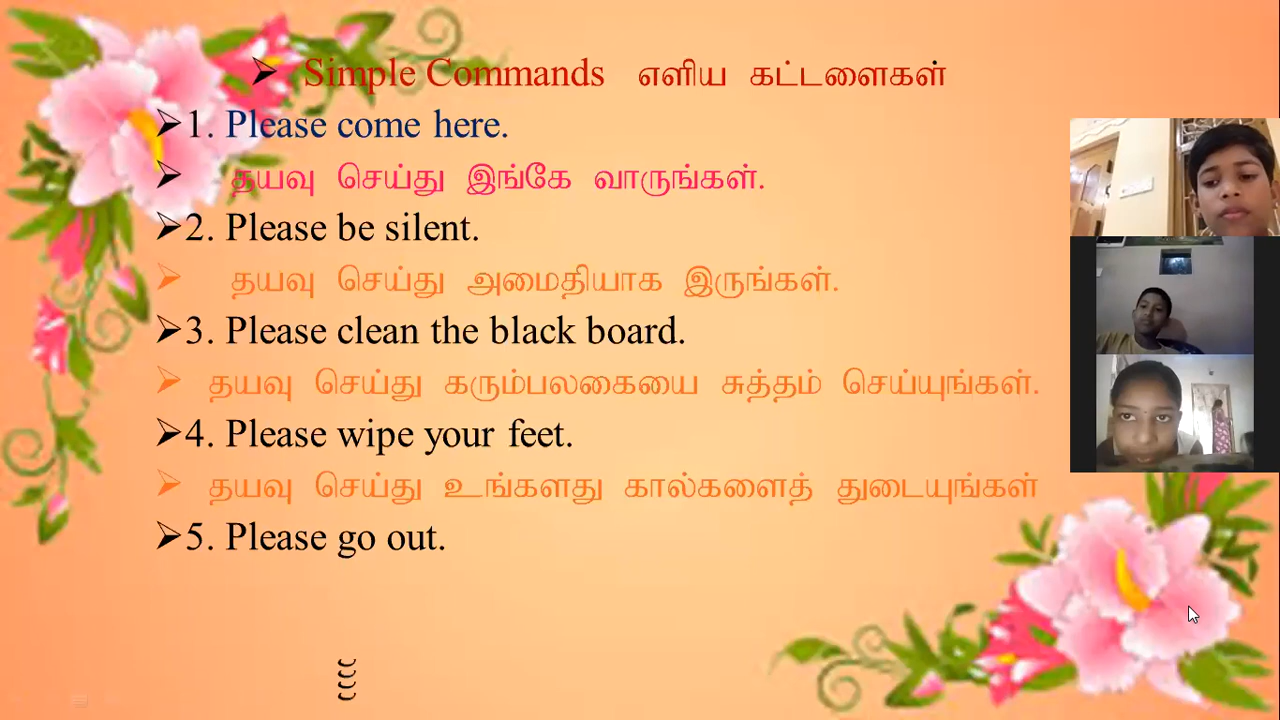 Simple Commands எளிய கட்டளைகள்
1. Please come here.
தயவு செய்து இங்கே வாருங்கள்.
2. Please be silent.
தயவு செய்து அமைதியாக இருங்கள்.
3. Please clean the black board.
தயவு செய்து கரும்பலகையை சுத்தம் செய்யுங்கள்.
4. Please wipe your feet.
தயவு செய்து உங்களது கால்களைத் துடையுங்கள்
5. Please go out.